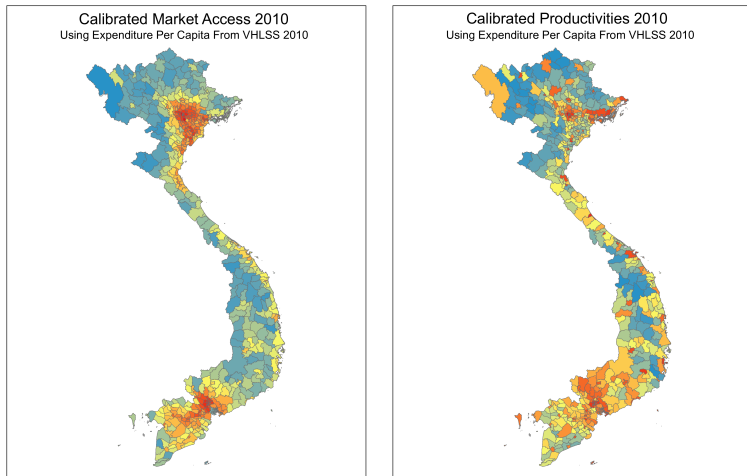 Calibrated Market Access 2010
Using Expenditure Per Capita From VHLSS 2010
Calibrated Productivities 2010
Using Expenditure Per Capita From VHLSS 2010